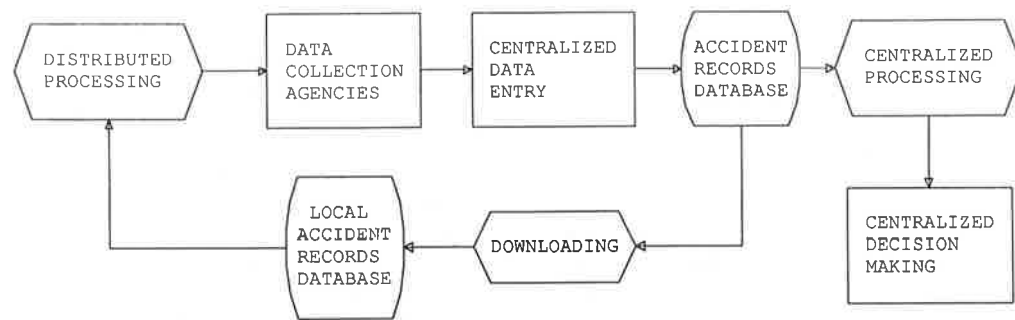 DISTRIBUTED
PROCESSING
DATA
COLLECTION
AGENCIES
CENTRALIZED
DATA
ENTRY
ACCIDENT
RECORDS
DATABASE
CENTRALIZED
PROCESSING
LOCAL
ACCIDENT
RECORDS
DATABASE
DOWNLOADING
CENTRALIZED
DECISION
MAKING